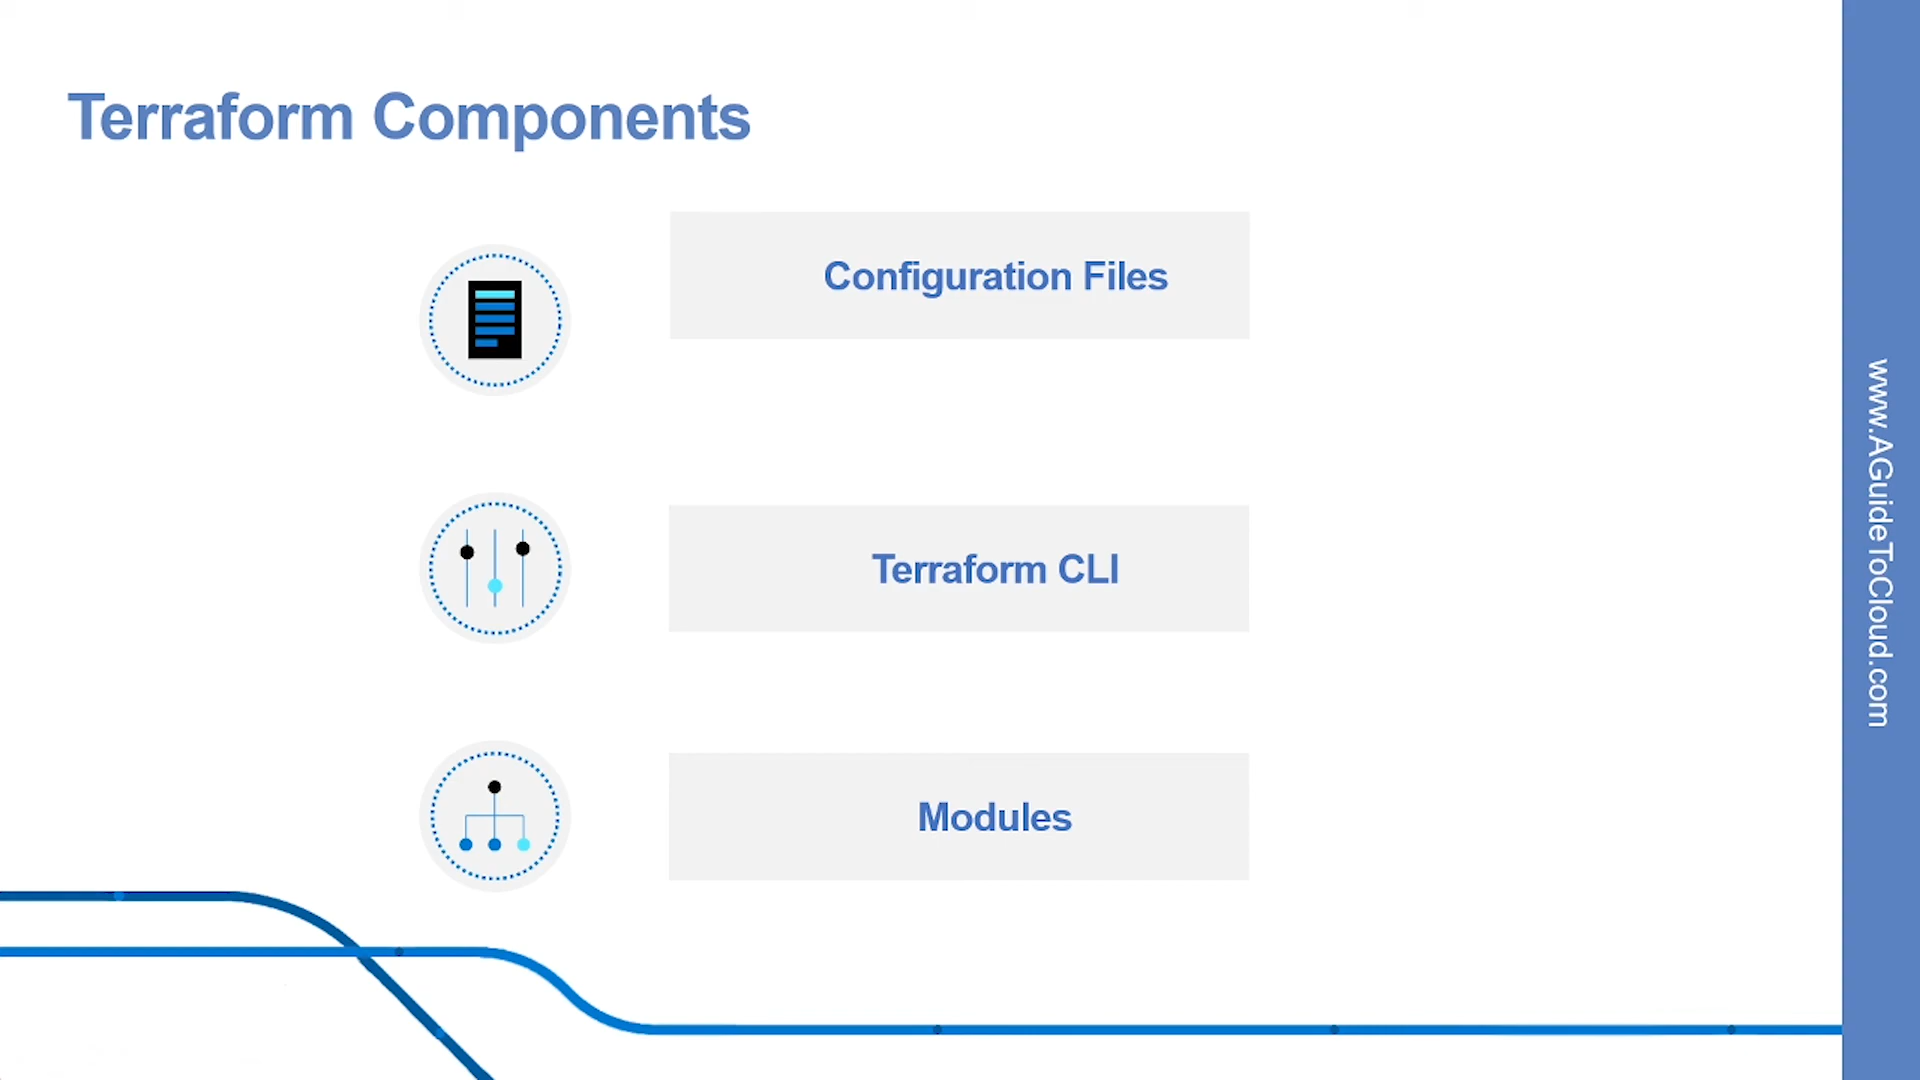 Terraform Components
Configuration Files
Terraform CLI
Modules
www.AGuideToCloud.com